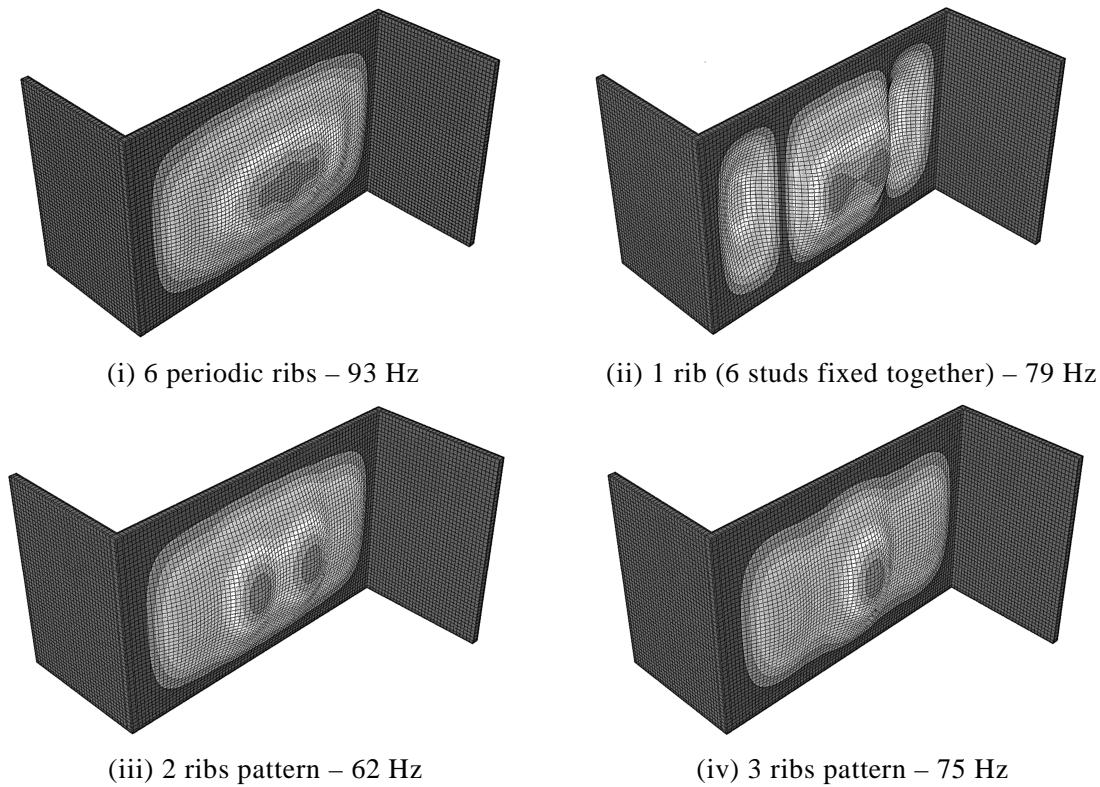 (i) 6 periodic ribs – 93 Hz
(ii) 1 rib (6 studs fixed together) – 79 Hz
(iii) 2 ribs pattern – 62 Hz
(iv) 3 ribs pattern – 75 Hz